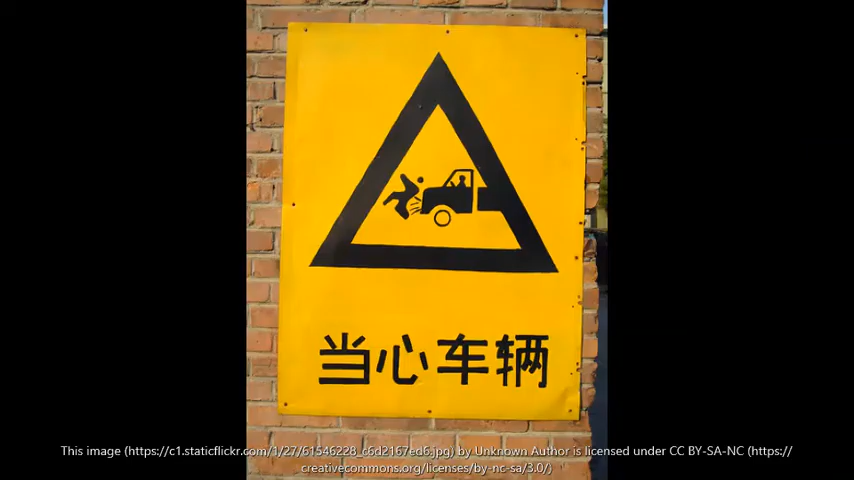 当心车辆
This image (https://c1.staticflickr.com/1/27/61546228_c6d2167ed6.jpg) by Unknown Author is licensed under CC BY-SA-NC (https://
creativecommons.org/licenses/by-nc-sa/3.0/)